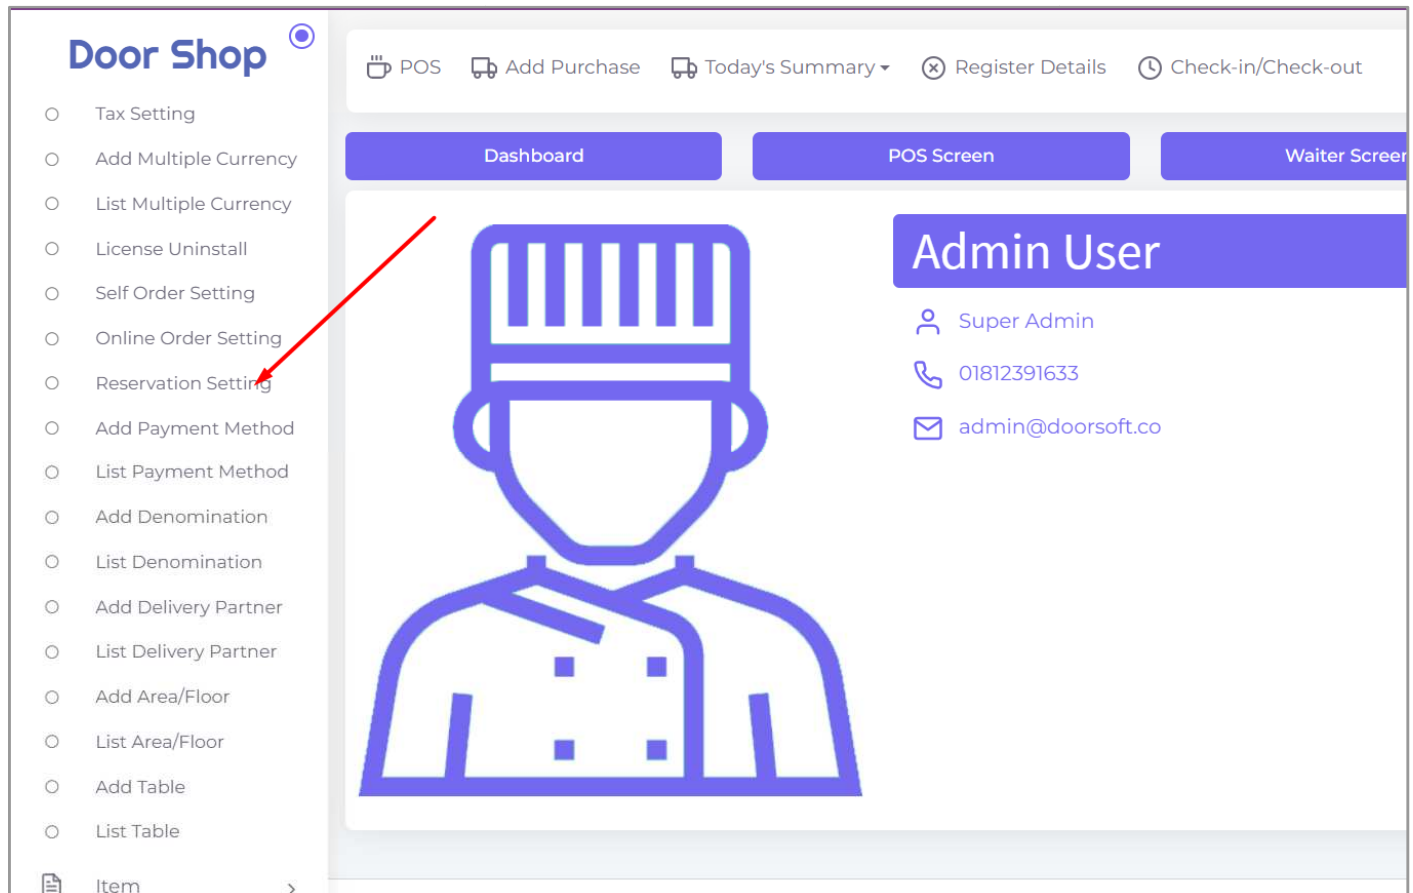 Door Shop
Tax Setting
Add Multiple Currency
List Multiple Currency
License Uninstall
Self Order Setting
Online Order Setting
Reservation Setting
Add Payment Method
List Payment Method
Add Denomination
List Denomination
Add Delivery Partner
List Delivery Partner
Add Area/Floor
List Area/Floor
Add Table
List Table
Item
POS Add Purchase Today's Summary Register Details Check-in/Check-out
Dashboard POS Screen Waiter Screen
Admin User
Super Admin
01812391633
admin@doorsoft.co